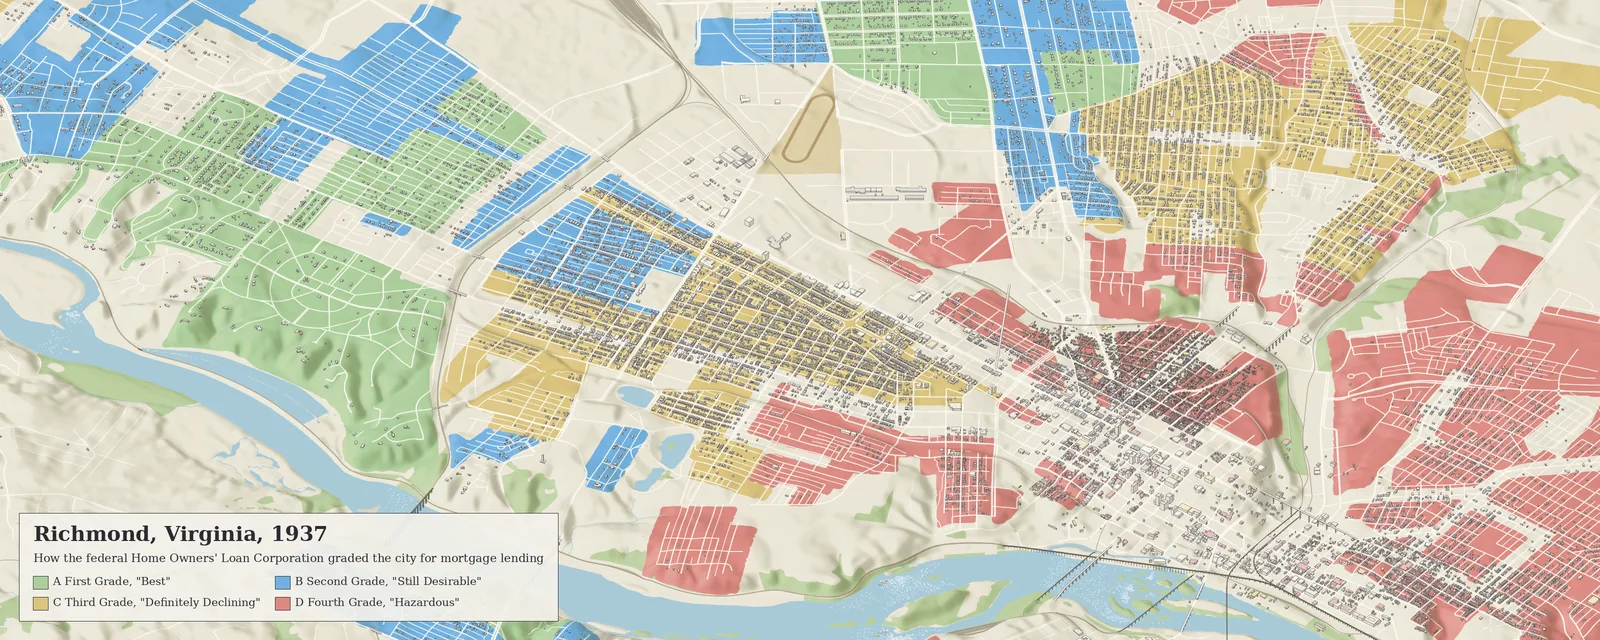 Richmond, Virginia, 1937
How the federal Home Owners' Loan Corporation graded the city for mortgage lending
A First Grade, "Best"
B Second Grade, "Still Desirable"
C Third Grade, "Definitely Declining"
D Fourth Grade, "Hazardous"